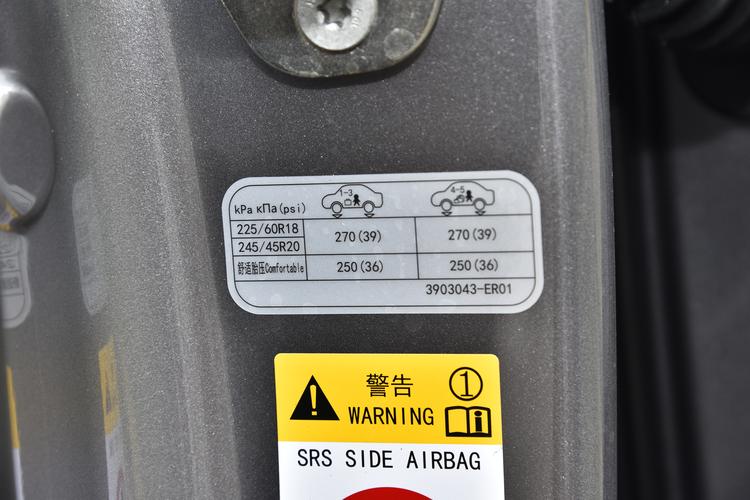 1-3 4-5
kPa кПа(psi)
225/60R18 270(39) 270(39)
245/45R20
舒适胎压Comfortable 250(36) 250(36)
3903043-ER01
警告 1
WARNING i
SRS SIDE AIRBAG